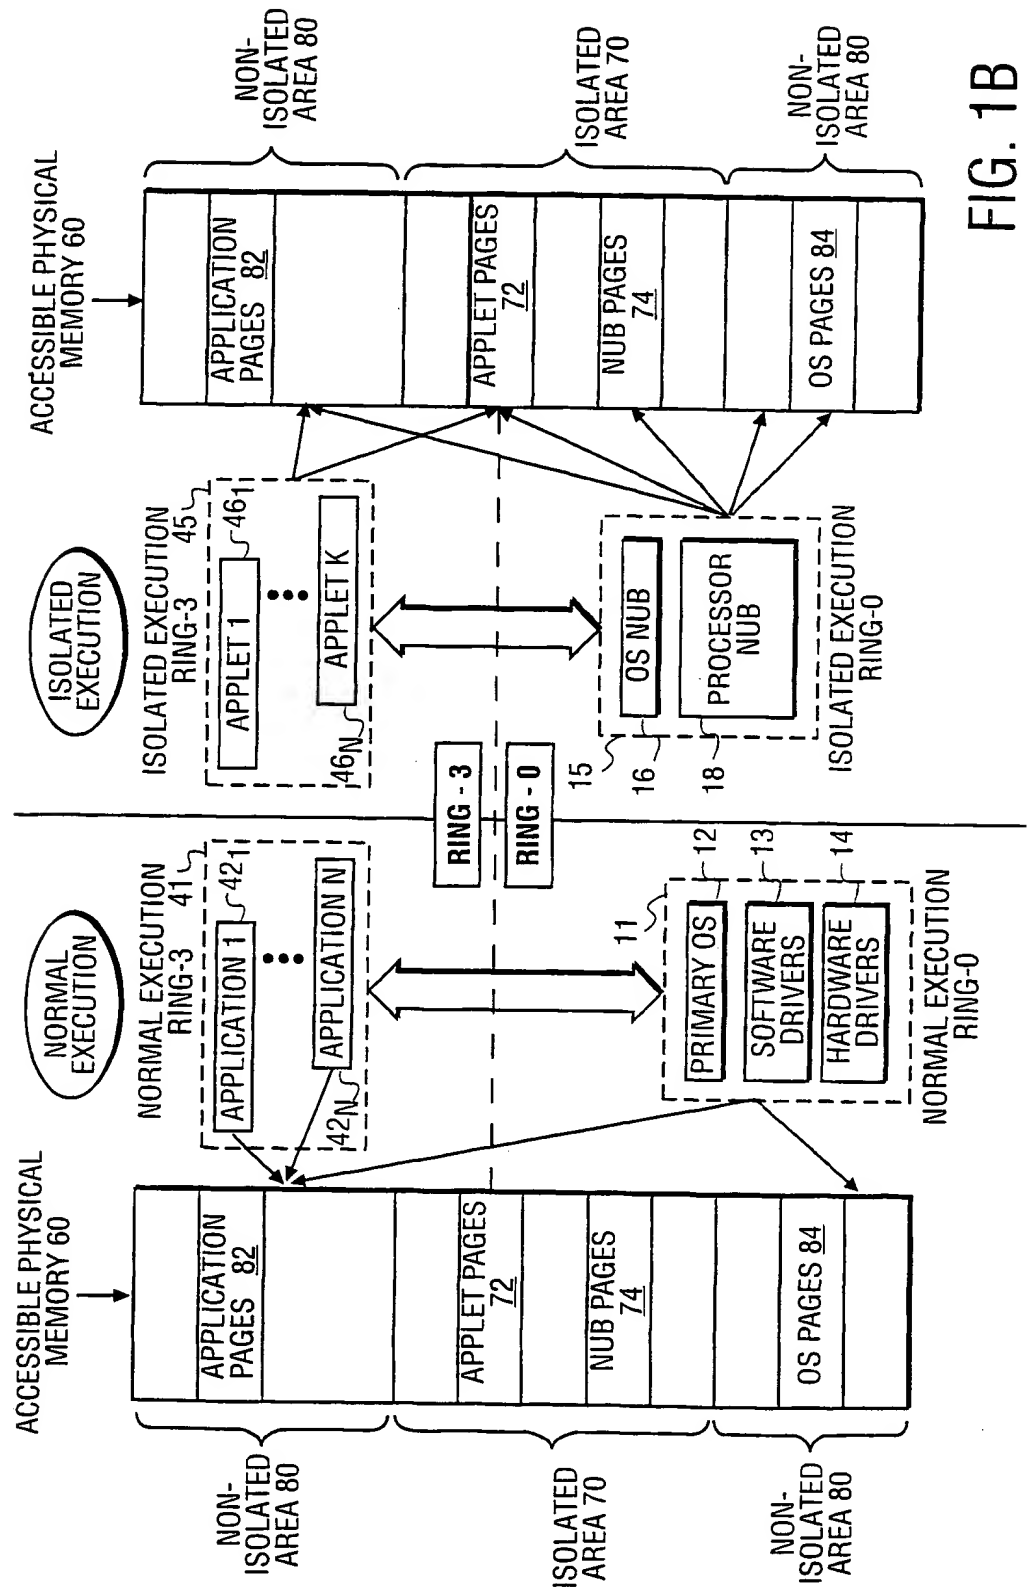 ACCESSIBLE PHYSICAL
MEMORY 60
NON-
ISOLATED
AREA 80
ISOLATED
AREA 70
NON-
ISOLATED
AREA 80
APPLICATION
PAGES 82
APPLET PAGES
72
NUB PAGES
74
OS PAGES 84
NORMAL
EXECUTION
NORMAL EXECUTION
RING-3
41
APPLICATION 1
421
APPLICATION N
42N
11
PRIMARY OS
12
SOFTWARE
DRIVERS
13
HARDWARE
DRIVERS
14
NORMAL EXECUTION
RING-0
RING - 3
RING - 0
ISOLATED
EXECUTION
ISOLATED EXECUTION
RING-3
45
APPLET 1
461
APPLET K
46N
15
OS NUB
16
PROCESSOR
NUB
18
ISOLATED EXECUTION
RING-0
ACCESSIBLE PHYSICAL
MEMORY 60
APPLICATION
PAGES 82
APPLET PAGES
72
NUB PAGES
74
OS PAGES 84
NON-
ISOLATED
AREA 80
ISOLATED
AREA 70
NON-
ISOLATED
AREA 80
FIG. 1B